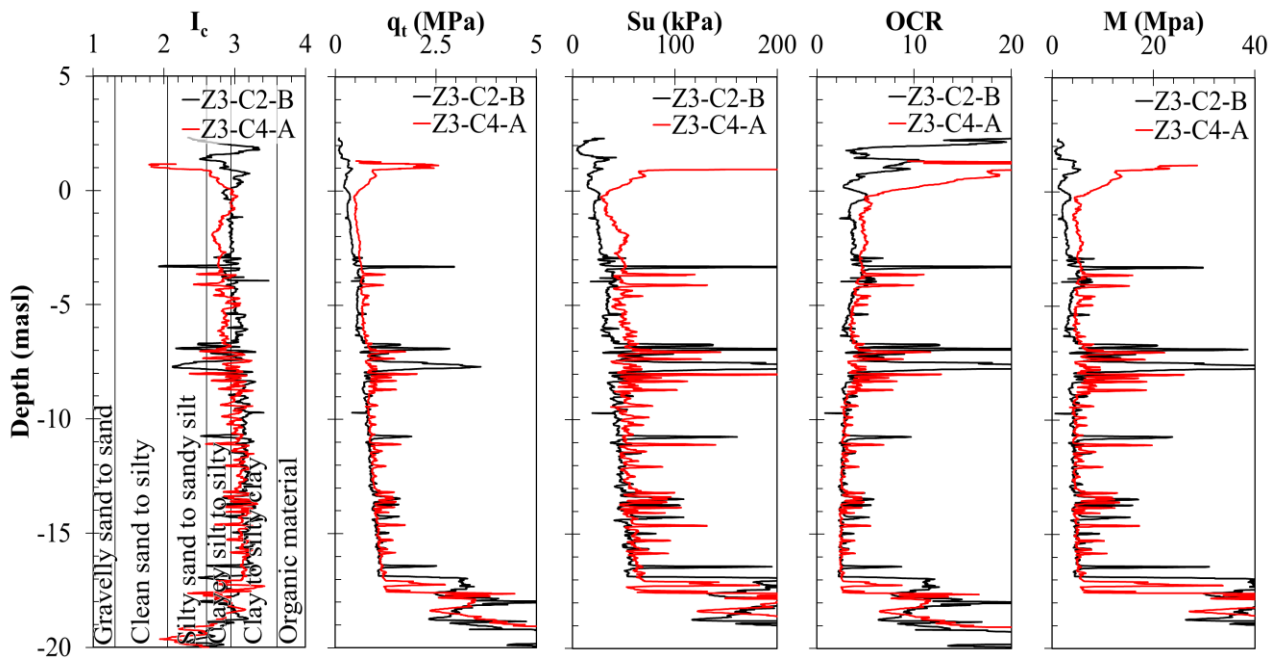 I_c
q_t (MPa)
Su (kPa)
OCR
M (Mpa)
1 2 3 4
0 2.5 5
0 100 200
0 10 20
0 20 40
Depth (masl)
5
0
-5
-10
-15
-20
Z3-C2-B
Z3-C4-A
Z3-C2-B
Z3-C4-A
Z3-C2-B
Z3-C4-A
Z3-C2-B
Z3-C4-A
Z3-C2-B
Z3-C4-A
Gravelly sand to sand
Clean sand to silty
Silty sand to sandy silt
Clayey silt to silty
Clay to silty clay
Organic material